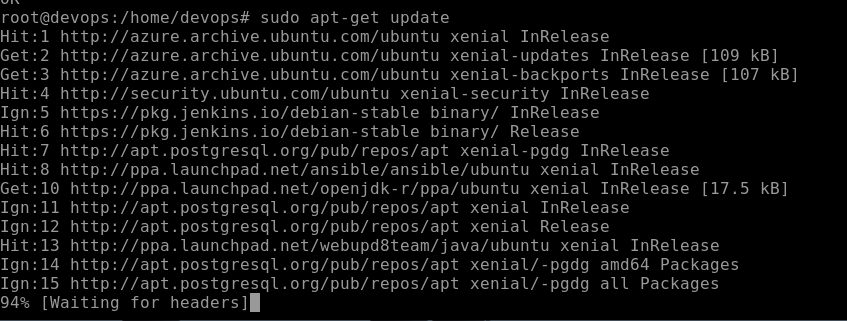 root@devops:/home/devops# sudo apt-get update
Hit:1 http://azure.archive.ubuntu.com/ubuntu xenial InRelease
Get:2 http://azure.archive.ubuntu.com/ubuntu xenial-updates InRelease [109 kB]
Get:3 http://azure.archive.ubuntu.com/ubuntu xenial-backports InRelease [107 kB]
Hit:4 http://security.ubuntu.com/ubuntu xenial-security InRelease
Ign:5 https://pkg.jenkins.io/debian-stable binary/ InRelease
Hit:6 https://pkg.jenkins.io/debian-stable binary/ Release
Hit:7 http://apt.postgresql.org/pub/repos/apt xenial-pgdg InRelease
Hit:8 http://ppa.launchpad.net/ansible/ansible/ubuntu xenial InRelease
Get:10 http://ppa.launchpad.net/openjdk-r/ppa/ubuntu xenial InRelease [17.5 kB]
Ign:11 http://apt.postgresql.org/pub/repos/apt xenial InRelease
Ign:12 http://apt.postgresql.org/pub/repos/apt xenial Release
Hit:13 http://ppa.launchpad.net/webupd8team/java/ubuntu xenial InRelease
Ign:14 http://apt.postgresql.org/pub/repos/apt xenial/-pgdg amd64 Packages
Ign:15 http://apt.postgresql.org/pub/repos/apt xenial/-pgdg all Packages
94% [Waiting for headers]